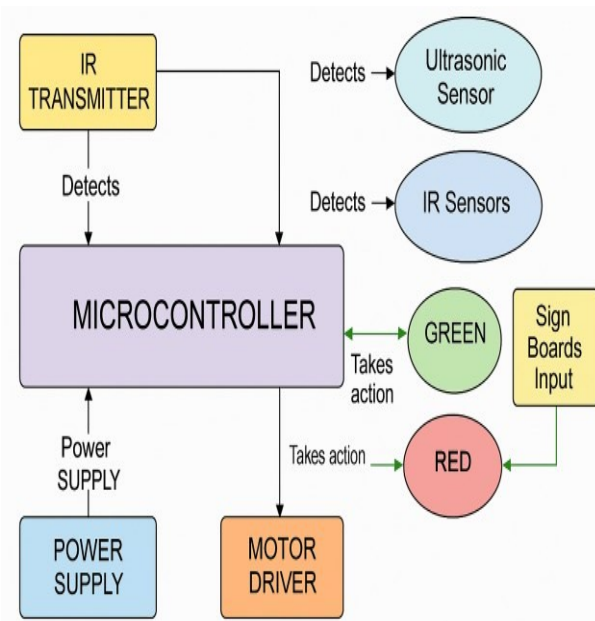 IR
TRANSMITTER
Detects
Ultrasonic
Sensor
Detects
Detects
IR Sensors
MICROCONTROLLER
GREEN
Sign
Boards
Input
Takes
action
Takes action
RED
Power
SUPPLY
POWER
SUPPLY
MOTOR
DRIVER